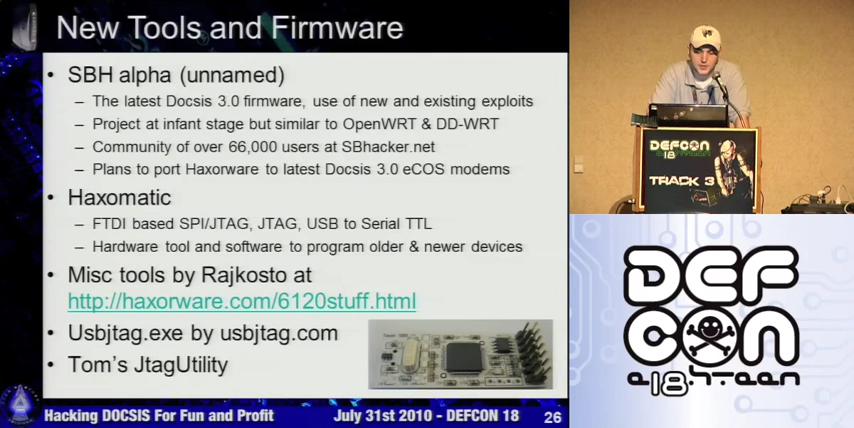 New Tools and Firmware
• SBH alpha (unnamed)
– The latest Docsis 3.0 firmware, use of new and existing exploits
– Project at infant stage but similar to OpenWRT & DD-WRT
– Community of over 66,000 users at SBhacker.net
– Plans to port Haxorware to latest Docsis 3.0 eCOS modems
• Haxomatic
– FTDI based SPI/JTAG, JTAG, USB to Serial TTL
– Hardware tool and software to program older & newer devices
• Misc tools by Rajkosto at
http://haxorware.com/6120stuff.html
• Usbjtag.exe by usbjtag.com
• Tom's JtagUtility
Hacking DOCSIS For Fun and Profit July 31st 2010 - DEFCON 18 26
DEFCON
18
TRACK 3
DEF
CON
e18h.teen